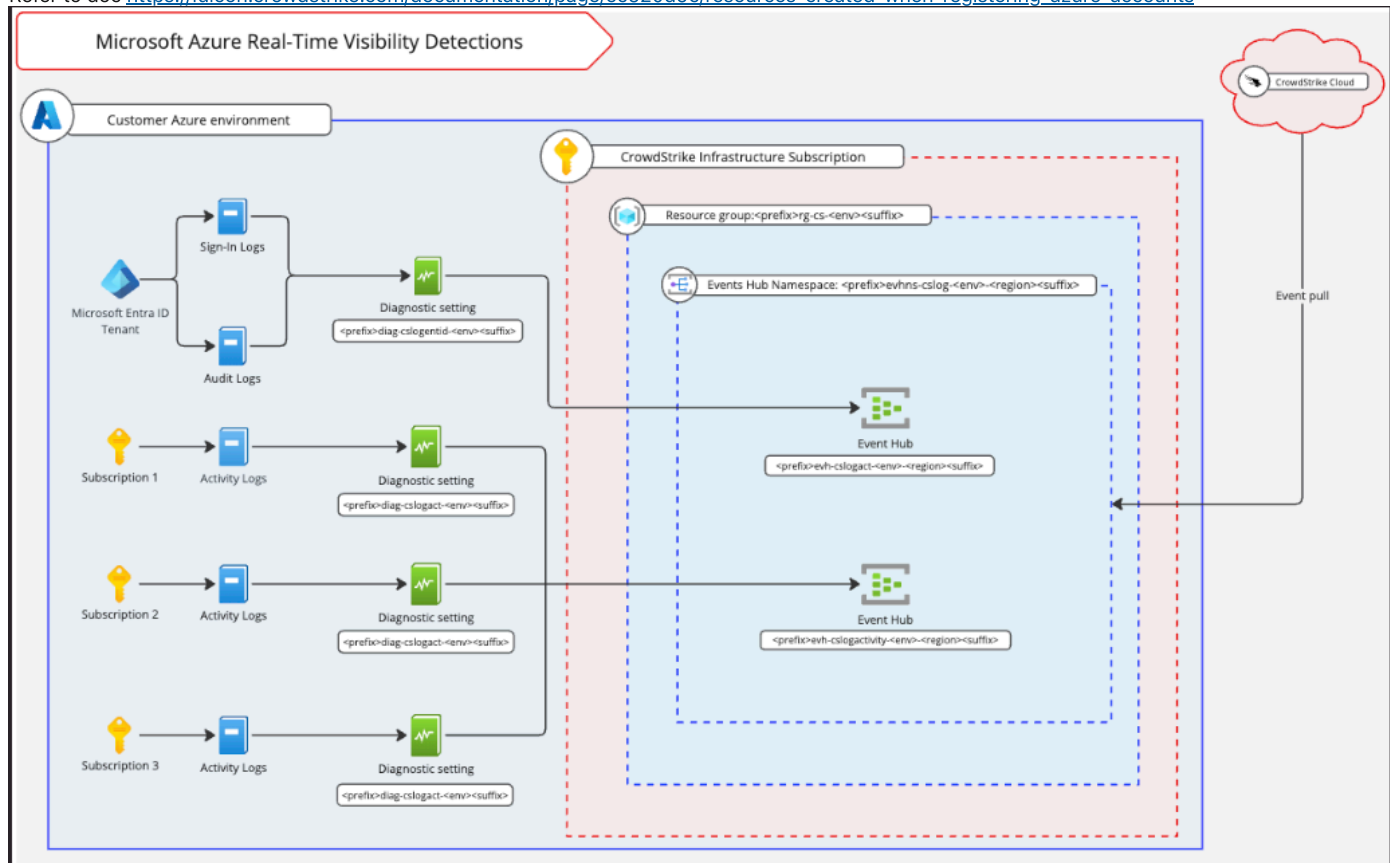 Microsoft Azure Real-Time Visibility Detections
CrowdStrike Cloud
Customer Azure environment
CrowdStrike Infrastructure Subscription
Resource group:<prefix>rg-cs-<env><suffix>
Sign-In Logs
Events Hub Namespace: <prefix>evhns-cslog-<env>-<region><suffix>
Event pull
Microsoft Entra ID
Tenant
Diagnostic setting
<prefix>diag-cslogentid-<env><suffix>
Audit Logs
Event Hub
<prefix>evh-cslogact-<env>-<region><suffix>
Subscription 1
Activity Logs
Diagnostic setting
<prefix>diag-cslogact-<env><suffix>
Subscription 2
Activity Logs
Diagnostic setting
<prefix>diag-cslogact-<env><suffix>
Event Hub
<prefix>evh-cslogactivity-<env>-<region><suffix>
Subscription 3
Activity Logs
Diagnostic setting
<prefix>diag-cslogact-<env><suffix>